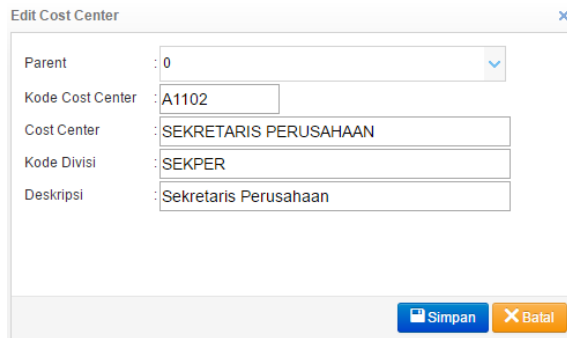 Edit Cost Center
Parent : 0
Kode Cost Center : A1102
Cost Center : SEKRETARIS PERUSAHAAN
Kode Divisi : SEKPER
Deskripsi : Sekretaris Perusahaan
Simpan Batal